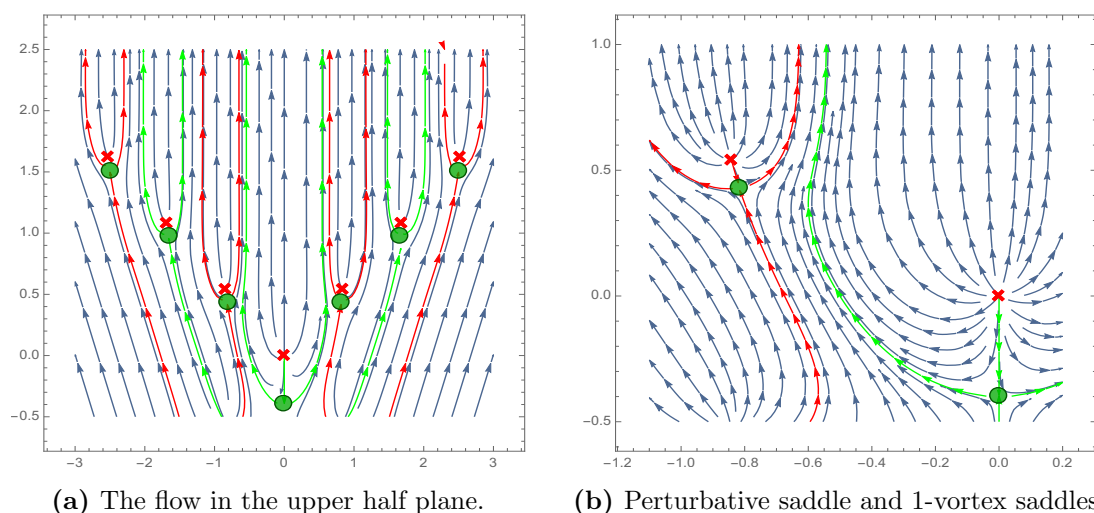 2.5
2.0
1.5
1.0
0.5
0.0
−0.5
−3 −2 −1 0 1 2 3
1.0
0.5
0.0
−0.5
−1.2 −1.0 −0.8 −0.6 −0.4 −0.2 0.0 0.2
(a) The flow in the upper half plane.
(b) Perturbative saddle and 1-vortex saddles